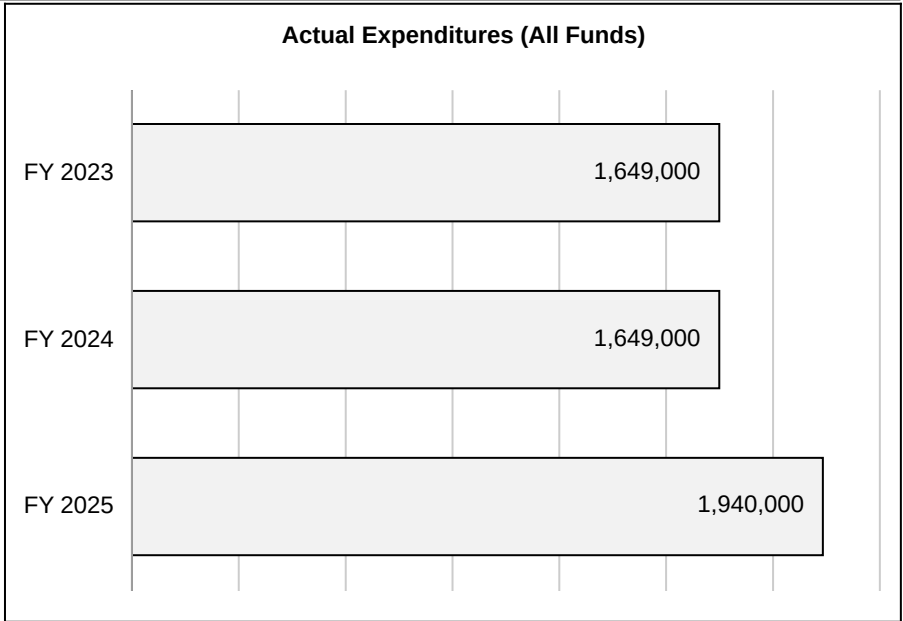 Actual Expenditures (All Funds)
FY 2023 1,649,000
FY 2024 1,649,000
FY 2025 1,940,000